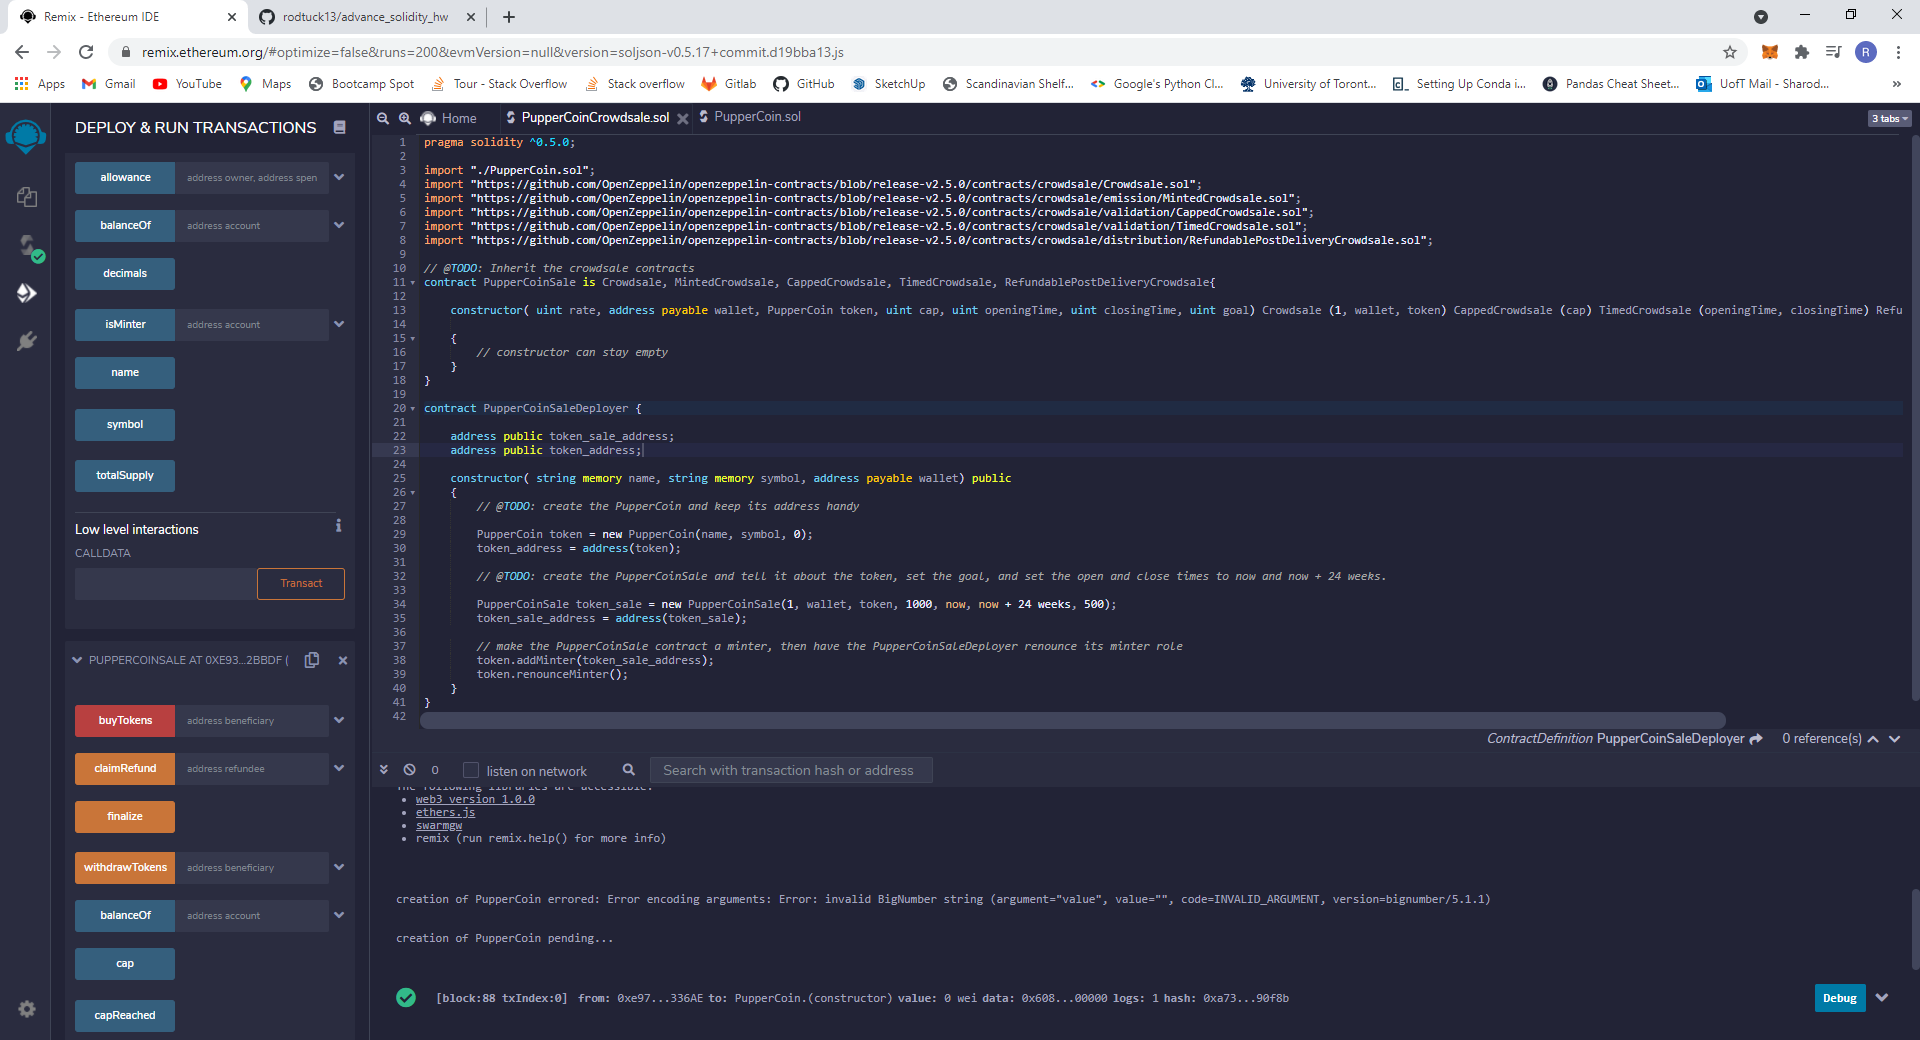 Remix - Ethereum IDE
rodtuck13/advance_solidity_hw
remix.ethereum.org/#optimize=false&runs=200&evmVersion=null&version=soljson-v0.5.17+commit.d19bba13.js
R
Apps
Gmail
YouTube
Maps
Bootcamp Spot
Tour - Stack Overflow
Stack overflow
Gitlab
GitHub
SketchUp
Scandinavian Shelf...
Google's Python Cl...
University of Toront...
Setting Up Conda i...
Pandas Cheat Sheet...
UofT Mail - Sharod...
»
DEPLOY & RUN TRANSACTIONS
allowance address owner, address spen
balanceOf address account
decimals
isMinter address account
name
symbol
totalSupply
Low level interactions
CALLDATA
Transact
PUPPERCOINSALE AT 0XE93...2BBDF (
buyTokens address beneficiary
claimRefund address refundee
finalize
withdrawTokens address beneficiary
balanceOf address account
cap
capReached
Home
PupperCoinCrowdsale.sol
PupperCoin.sol
3 tabs
1 pragma solidity ^0.5.0;
2
3 import "./PupperCoin.sol";
4 import "https://github.com/OpenZeppelin/openzeppelin-contracts/blob/release-v2.5.0/contracts/crowdsale/Crowdsale.sol";
5 import "https://github.com/OpenZeppelin/openzeppelin-contracts/blob/release-v2.5.0/contracts/crowdsale/emission/MintedCrowdsale.sol";
6 import "https://github.com/OpenZeppelin/openzeppelin-contracts/blob/release-v2.5.0/contracts/crowdsale/validation/CappedCrowdsale.sol";
7 import "https://github.com/OpenZeppelin/openzeppelin-contracts/blob/release-v2.5.0/contracts/crowdsale/validation/TimedCrowdsale.sol";
8 import "https://github.com/OpenZeppelin/openzeppelin-contracts/blob/release-v2.5.0/contracts/crowdsale/distribution/RefundablePostDeliveryCrowdsale.sol";
9
10 // @TODO: Inherit the crowdsale contracts
11 contract PupperCoinSale is Crowdsale, MintedCrowdsale, CappedCrowdsale, TimedCrowdsale, RefundablePostDeliveryCrowdsale{
12
13 constructor( uint rate, address payable wallet, PupperCoin token, uint cap, uint openingTime, uint closingTime, uint goal) Crowdsale (1, wallet, token) CappedCrowdsale (cap) TimedCrowdsale (openingTime, closingTime) Refu
14
15 {
16 // constructor can stay empty
17 }
18 }
19
20 contract PupperCoinSaleDeployer {
21
22 address public token_sale_address;
23 address public token_address;
24
25 constructor( string memory name, string memory symbol, address payable wallet) public
26 {
27 // @TODO: create the PupperCoin and keep its address handy
28
29 PupperCoin token = new PupperCoin(name, symbol, 0);
30 token_address = address(token);
31
32 // @TODO: create the PupperCoinSale and tell it about the token, set the goal, and set the open and close times to now and now + 24 weeks.
33
34 PupperCoinSale token_sale = new PupperCoinSale(1, wallet, token, 1000, now, now + 24 weeks, 500);
35 token_sale_address = address(token_sale);
36
37 // make the PupperCoinSale contract a minter, then have the PupperCoinSaleDeployer renounce its minter role
38 token.addMinter(token_sale_address);
39 token.renounceMinter();
40 }
41 }
42
ContractDefinition PupperCoinSaleDeployer 0 reference(s)
0 listen on network Search with transaction hash or address
The following libraries are accessible:
• web3 version 1.0.0
• ethers.js
• swarmgw
• remix (run remix.help() for more info)
creation of PupperCoin errored: Error encoding arguments: Error: invalid BigNumber string (argument="value", value="", code=INVALID_ARGUMENT, version=bignumber/5.1.1)
creation of PupperCoin pending...
[block:88 txIndex:0] from: 0xe97...336AE to: PupperCoin.(constructor) value: 0 wei data: 0x608...00000 logs: 1 hash: 0xa73...90f8b
Debug